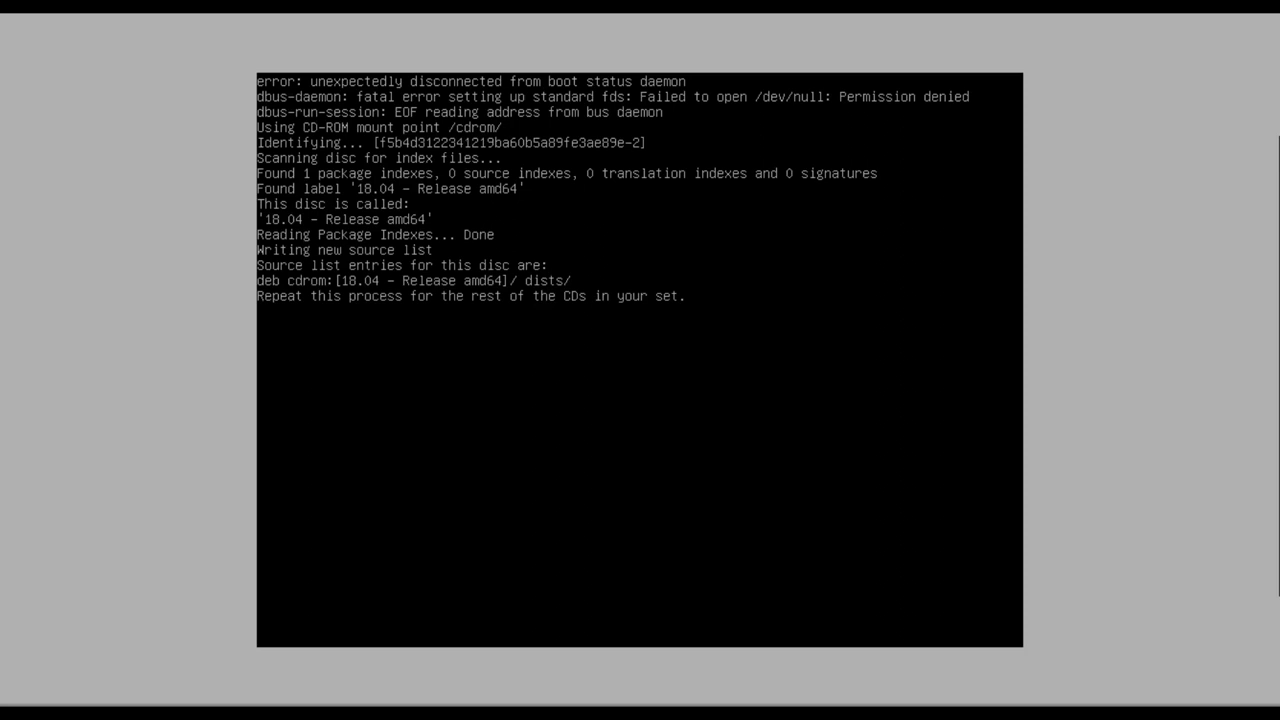 error: unexpectedly disconnected from boot status daemon
dbus-daemon: fatal error setting up standard fds: Failed to open /dev/null: Permission denied
dbus-run-session: EOF reading address from bus daemon
Using CD-ROM mount point /cdrom/
Identifying... [f5b4d3122341219ba60b5a89fe3ae89e-2]
Scanning disc for index files...
Found 1 package indexes, 0 source indexes, 0 translation indexes and 0 signatures
Found label '18.04 - Release amd64'
This disc is called:
'18.04 - Release amd64'
Reading Package Indexes... Done
Writing new source list
Source list entries for this disc are:
deb cdrom:[18.04 - Release amd64]/ dists/
Repeat this process for the rest of the CDs in your set.